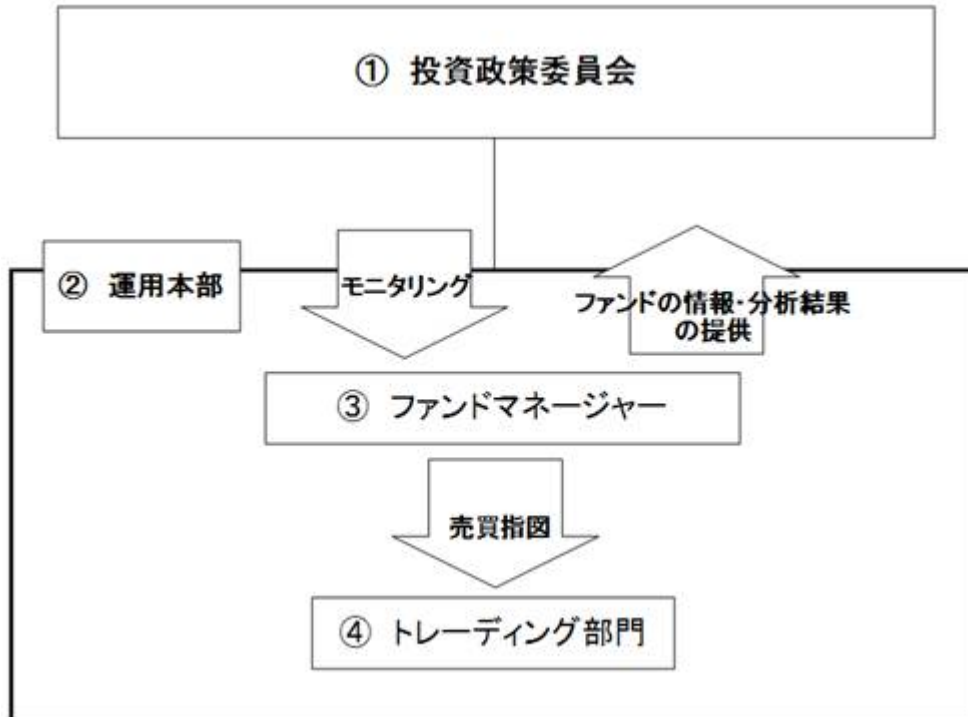 ① 投資政策委員会
② 運用本部
モニタリング
ファンドの情報・分析結果
の提供
③ ファンドマネージャー
売買指図
④ トレーディング部門